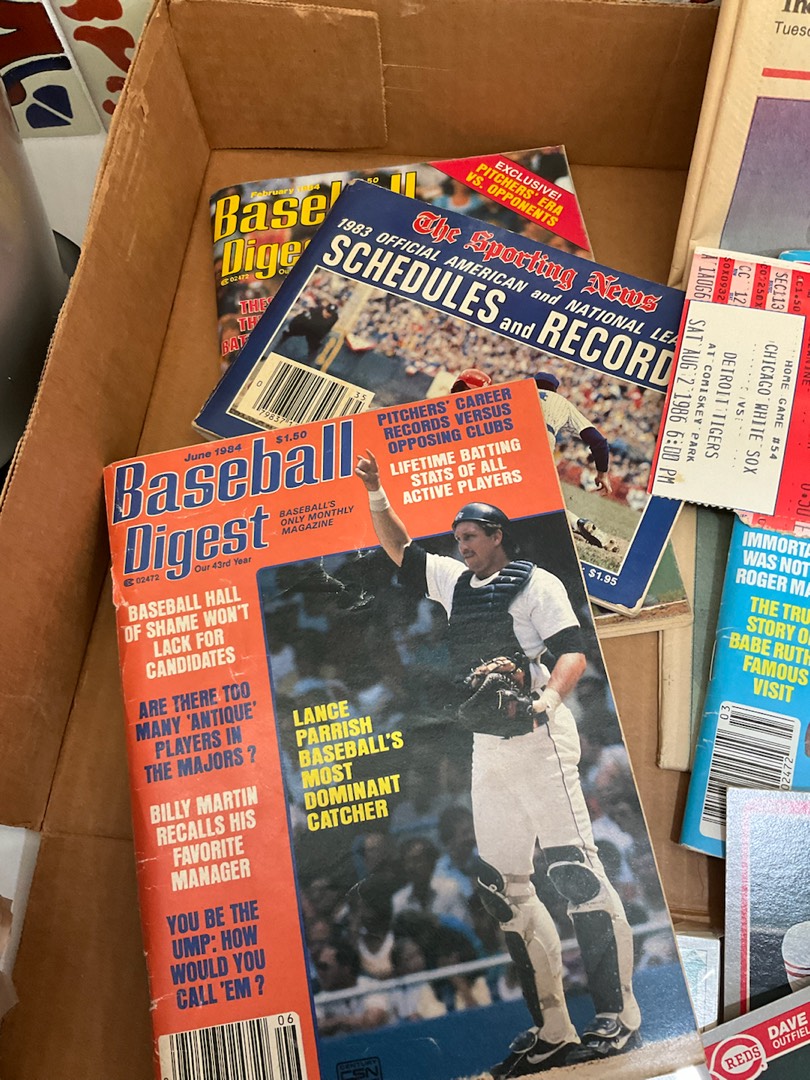 February 1984
Baseball
Digest
EXCLUSIVE!
PITCHERS' ERA
VS. OPPONENTS
The Sporting News
1983 OFFICIAL AMERICAN and NATIONAL LEA
SCHEDULES and RECORD
35
$1.95
June 1984
$1.50
Baseball
Digest
BASEBALL'S
ONLY MONTHLY
MAGAZINE
02472
Our 43rd Year
PITCHERS' CAREER
RECORDS VERSUS
OPPOSING CLUBS
LIFETIME BATTING
STATS OF ALL
ACTIVE PLAYERS
BASEBALL HALL
OF SHAME WON'T
LACK FOR
CANDIDATES
ARE THERE TOO
MANY 'ANTIQUE'
PLAYERS IN
THE MAJORS ?
BILLY MARTIN
RECALLS HIS
FAVORITE
MANAGER
YOU BE THE
UMP: HOW
WOULD YOU
CALL 'EM ?
LANCE
PARRISH
BASEBALL'S
MOST
DOMINANT
CATCHER
06
HOME GAME #54
CHICAGO WHITE SOX
VS.
DETROIT TIGERS
AT COMISKEY PARK
SAT AUG 2 1986 6:00 PM
IMMORTA
WAS NOT
ROGER MA
THE TRU
STORY O
BABE RUTH
FAMOUS
VISIT
03
02472
REDS
DAVE
OUTFIEL